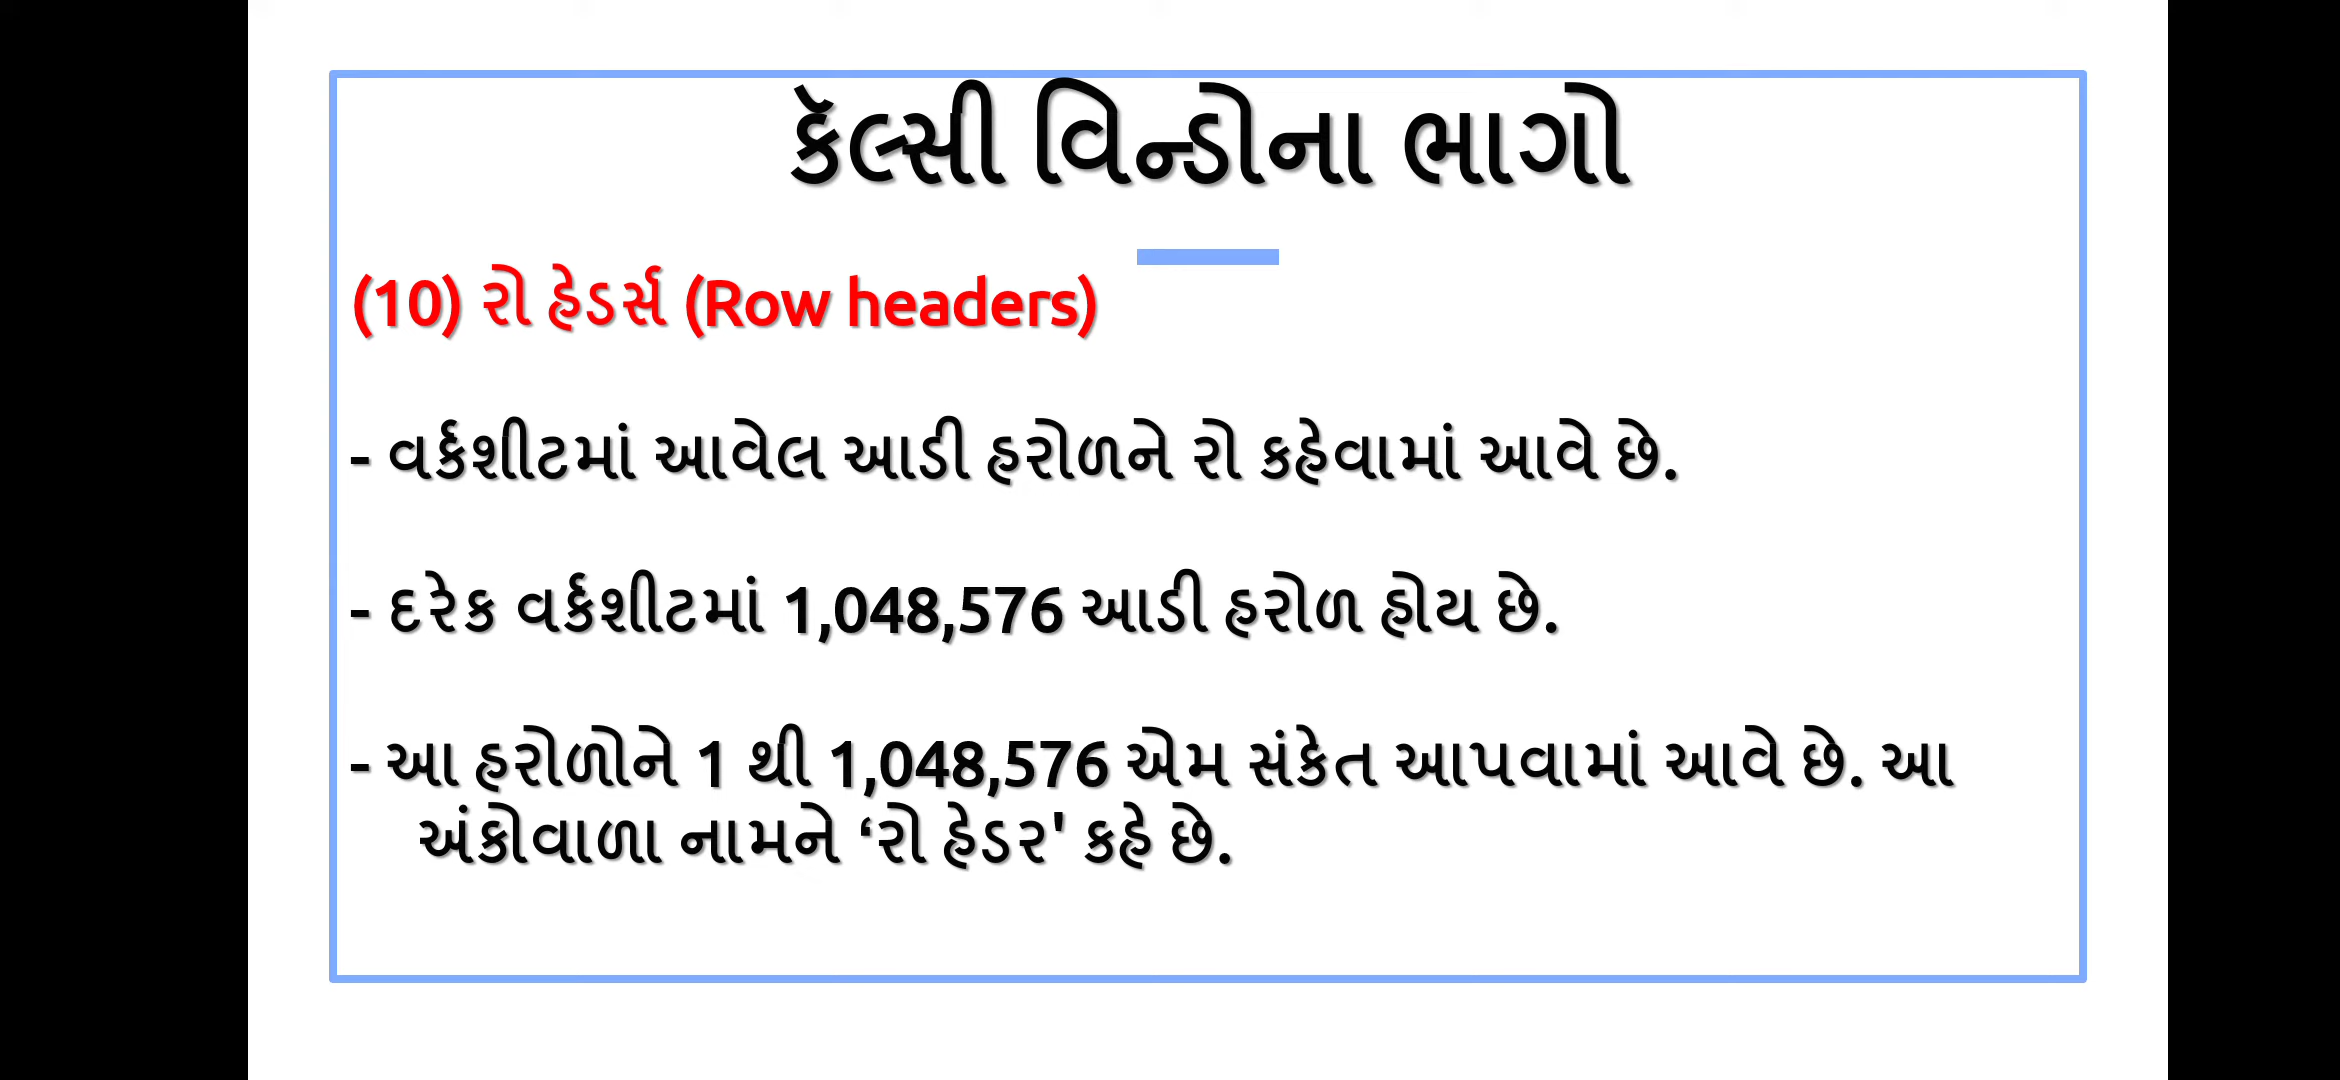 કૅલ્સી વિન્ડોના ભાગો
(10) રો હેડર્સ (Row headers)
- વર્કશીટમાં આવેલ આડી હરોળને રો કહેવામાં આવે છે.
- દરેક વર્કશીટમાં 1,048,576 આડી હરોળ હોય છે.
- આ હરોળોને 1 થી 1,048,576 એમ સંકેત આપવામાં આવે છે. આ
અંકોવાળા નામને ‘રો હેડર' કહે છે.